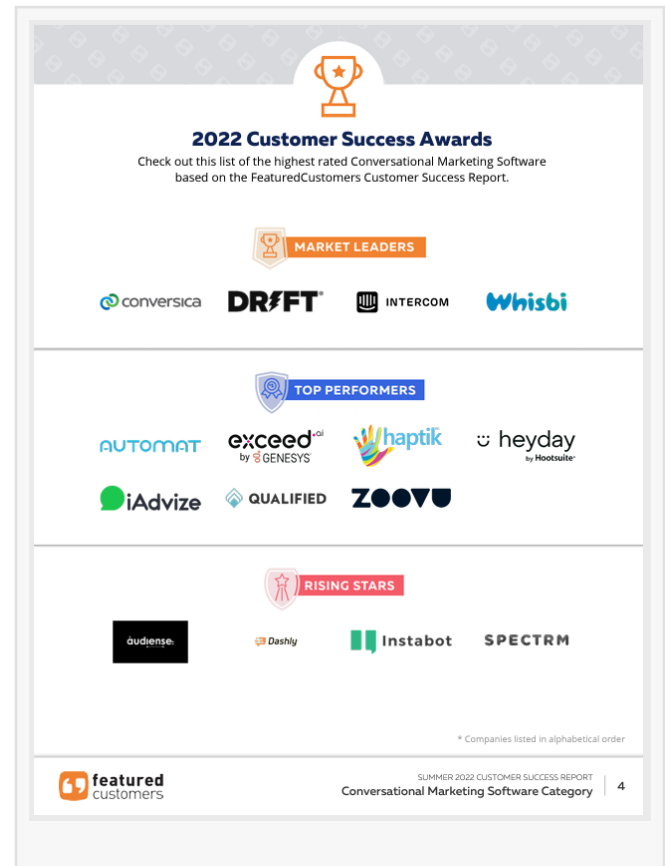 2022 Customer Success Awards
Check out this list of the highest rated Conversational Marketing Software
based on the FeaturedCustomers Customer Success Report.
MARKET LEADERS
conversica
DRIFT
INTERCOM
Whisbi
TOP PERFORMERS
AUTOMAT
exceed.ai
by GENESYS
haptik
heyday
by Hootsuite
iAdvize
QUALIFIED
ZOOVU
RISING STARS
audiense:
Dashly
Instabot
SPECTRM
* Companies listed in alphabetical order
featured
customers
SUMMER 2022 CUSTOMER SUCCESS REPORT
Conversational Marketing Software Category
4